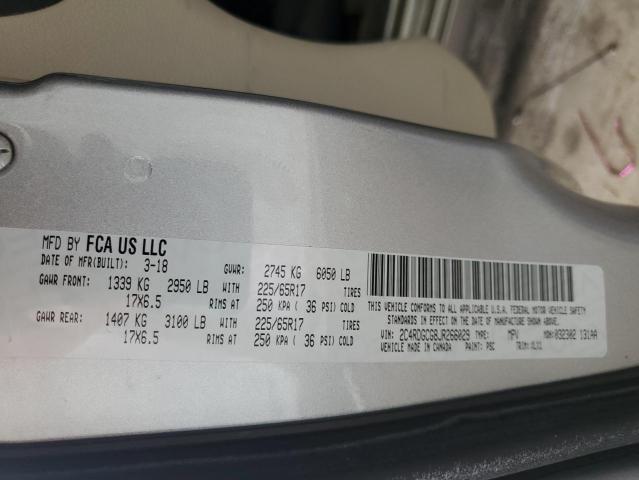 MFD BY FCA US LLC
DATE OF MFR(BUILT): 3-18 GVWR: 2745 KG 6050 LB
GAWR FRONT: 1339 KG 2950 LB WITH 225/65R17 TIRES
17X6.5 RIMS AT 250 KPA ( 36 PSI) COLD
GAWR REAR: 1407 KG 3100 LB WITH 225/65R17 TIRES
17X6.5 RIMS AT 250 KPA ( 36 PSI) COLD
THIS VEHICLE CONFORMS TO ALL APPLICABLE U.S.A. FEDERAL MOTOR VEHICLE SAFETY
STANDARDS IN EFFECT ON THE DATE OF MANUFACTURE SHOWN ABOVE.
VIN: 2C4RDGCG8JR266029 TYPE: MPV MDH: 032302 131AA
VEHICLE MADE IN CANADA PAINT: PSC TRIM: